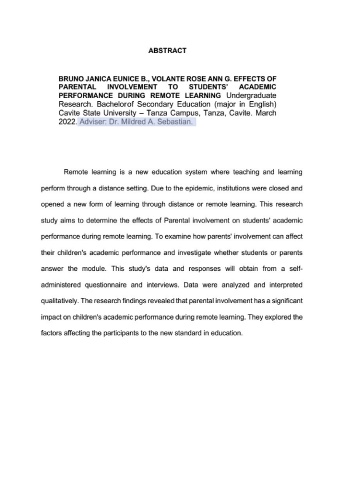 ABSTRACT
BRUNO JANICA EUNICE B., VOLANTE ROSE ANN G. EFFECTS OF
PARENTAL INVOLVEMENT TO STUDENTS' ACADEMIC
PERFORMANCE DURING REMOTE LEARNING Undergraduate
Research. Bachelorof Secondary Education (major in English)
Cavite State University – Tanza Campus, Tanza, Cavite. March
2022. Adviser: Dr. Mildred A. Sebastian.
Remote learning is a new education system where teaching and learning
perform through a distance setting. Due to the epidemic, institutions were closed and
opened a new form of learning through distance or remote learning. This research
study aims to determine the effects of Parental involvement on students' academic
performance during remote learning. To examine how parents' involvement can affect
their children's academic performance and investigate whether students or parents
answer the module. This study's data and responses will obtain from a self-
administered questionnaire and interviews. Data were analyzed and interpreted
qualitatively. The research findings revealed that parental involvement has a significant
impact on children's academic performance during remote learning. They explored the
factors affecting the participants to the new standard in education.